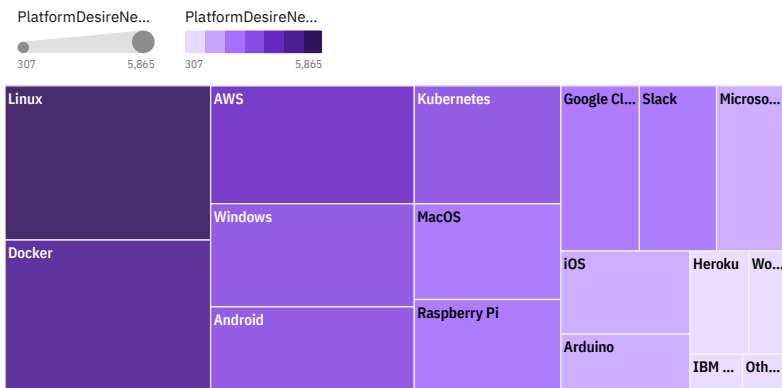 PlatformDesireNe...
PlatformDesireNe...
307
5,865
307
5,865
Linux
AWS
Kubernetes
Google Cl...
Slack
Microso...
Windows
MacOS
Docker
iOS
Heroku
Wo...
Android
Raspberry Pi
Arduino
IBM ...
Oth...